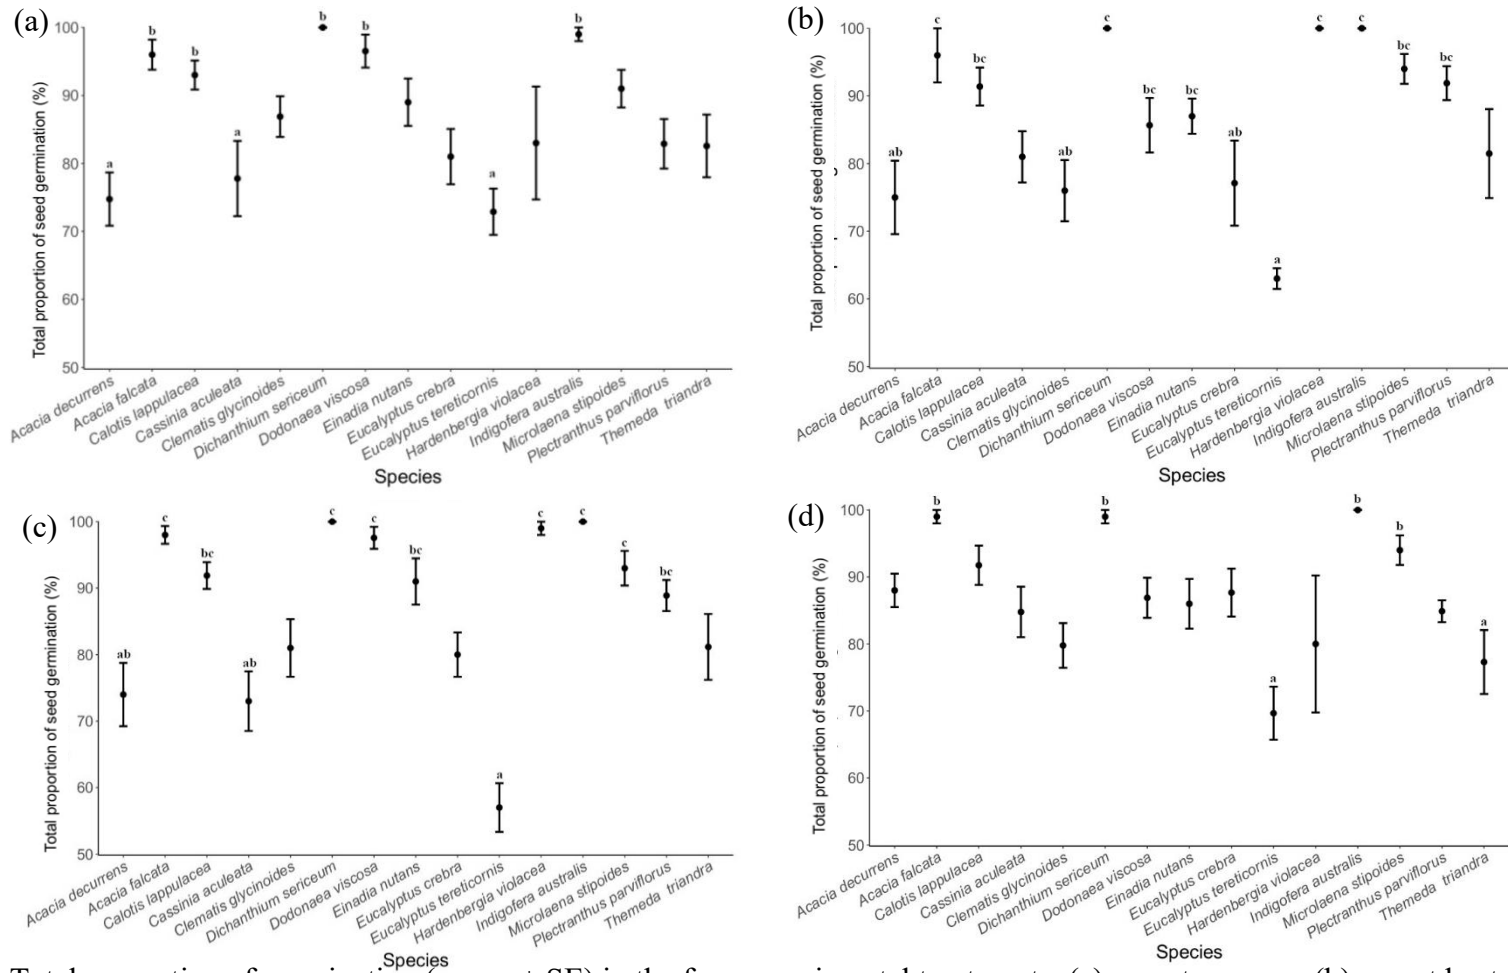 (a)
Total proportion of seed germination (%)
100
90
80
70
60
50
a
b
b
a
b
b
a
b
Acacia decurrens
Acacia falcata
Calotis lappulacea
Cassinia aculeata
Clematis glycinoides
Dichanthium sericeum
Dodonaea viscosa
Einadia nutans
Eucalyptus crebra
Eucalyptus tereticornis
Hardenbergia violacea
Indigofera australis
Microlaena stipoides
Plectranthus parviflorus
Themeda triandra
Species
(b)
Total proportion of seed germination (%)
100
90
80
70
60
50
ab
c
bc
ab
c
bc
bc
ab
a
c
c
bc
bc
Acacia decurrens
Acacia falcata
Calotis lappulacea
Cassinia aculeata
Clematis glycinoides
Dichanthium sericeum
Dodonaea viscosa
Einadia nutans
Eucalyptus crebra
Eucalyptus tereticornis
Hardenbergia violacea
Indigofera australis
Microlaena stipoides
Plectranthus parviflorus
Themeda triandra
Species
(c)
Total proportion of seed germination (%)
100
90
80
70
60
50
ab
c
bc
ab
c
c
bc
a
c
c
c
bc
Acacia decurrens
Acacia falcata
Calotis lappulacea
Cassinia aculeata
Clematis glycinoides
Dichanthium sericeum
Dodonaea viscosa
Einadia nutans
Eucalyptus crebra
Eucalyptus tereticornis
Hardenbergia violacea
Indigofera australis
Microlaena stipoides
Plectranthus parviflorus
Themeda triandra
Species
(d)
Total proportion of seed germination (%)
100
90
80
70
60
50
b
b
a
b
b
a
Acacia decurrens
Acacia falcata
Calotis lappulacea
Cassinia aculeata
Clematis glycinoides
Dichanthium sericeum
Dodonaea viscosa
Einadia nutans
Eucalyptus crebra
Eucalyptus tereticornis
Hardenbergia violacea
Indigofera australis
Microlaena stipoides
Plectranthus parviflorus
Themeda triandra
Species